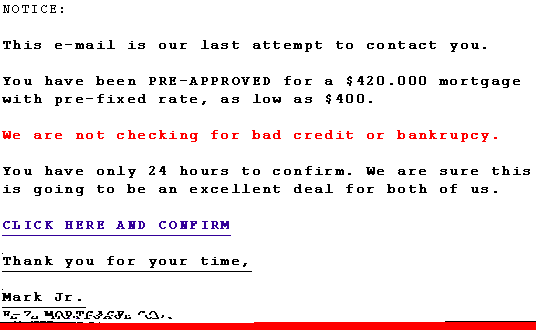 NOTICE:
This e-mail is our last attempt to contact you.
You have been PRE-APPROVED for a $420.000 mortgage
with pre-fixed rate, as low as $400.
We are not checking for bad credit or bankrupcy.
You have only 24 hours to confirm. We are sure this
is going to be an excellent deal for both of us.
CLICK HERE AND CONFIRM
Thank you for your time,
Mark Jr.